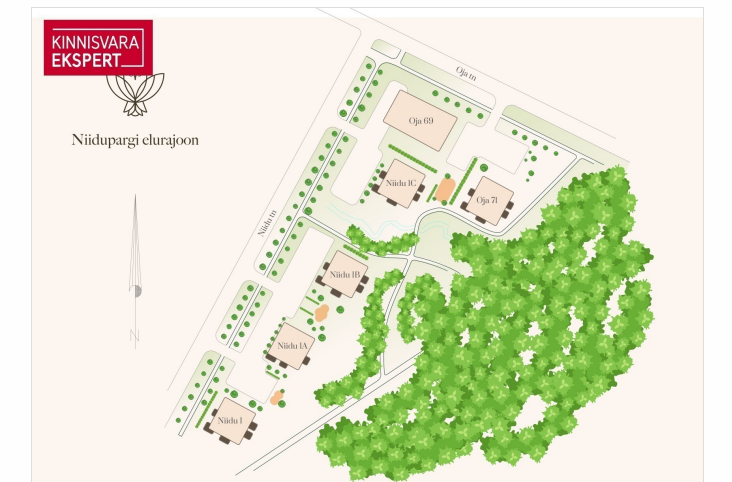 KINNISVARA
EKSPERT
Niidupargi elurajoon
Oja tn
Oja 69
Niidu 1C
Oja 71
Niidu tn
Niidu 1B
Niidu 1A
Niidu 1
N